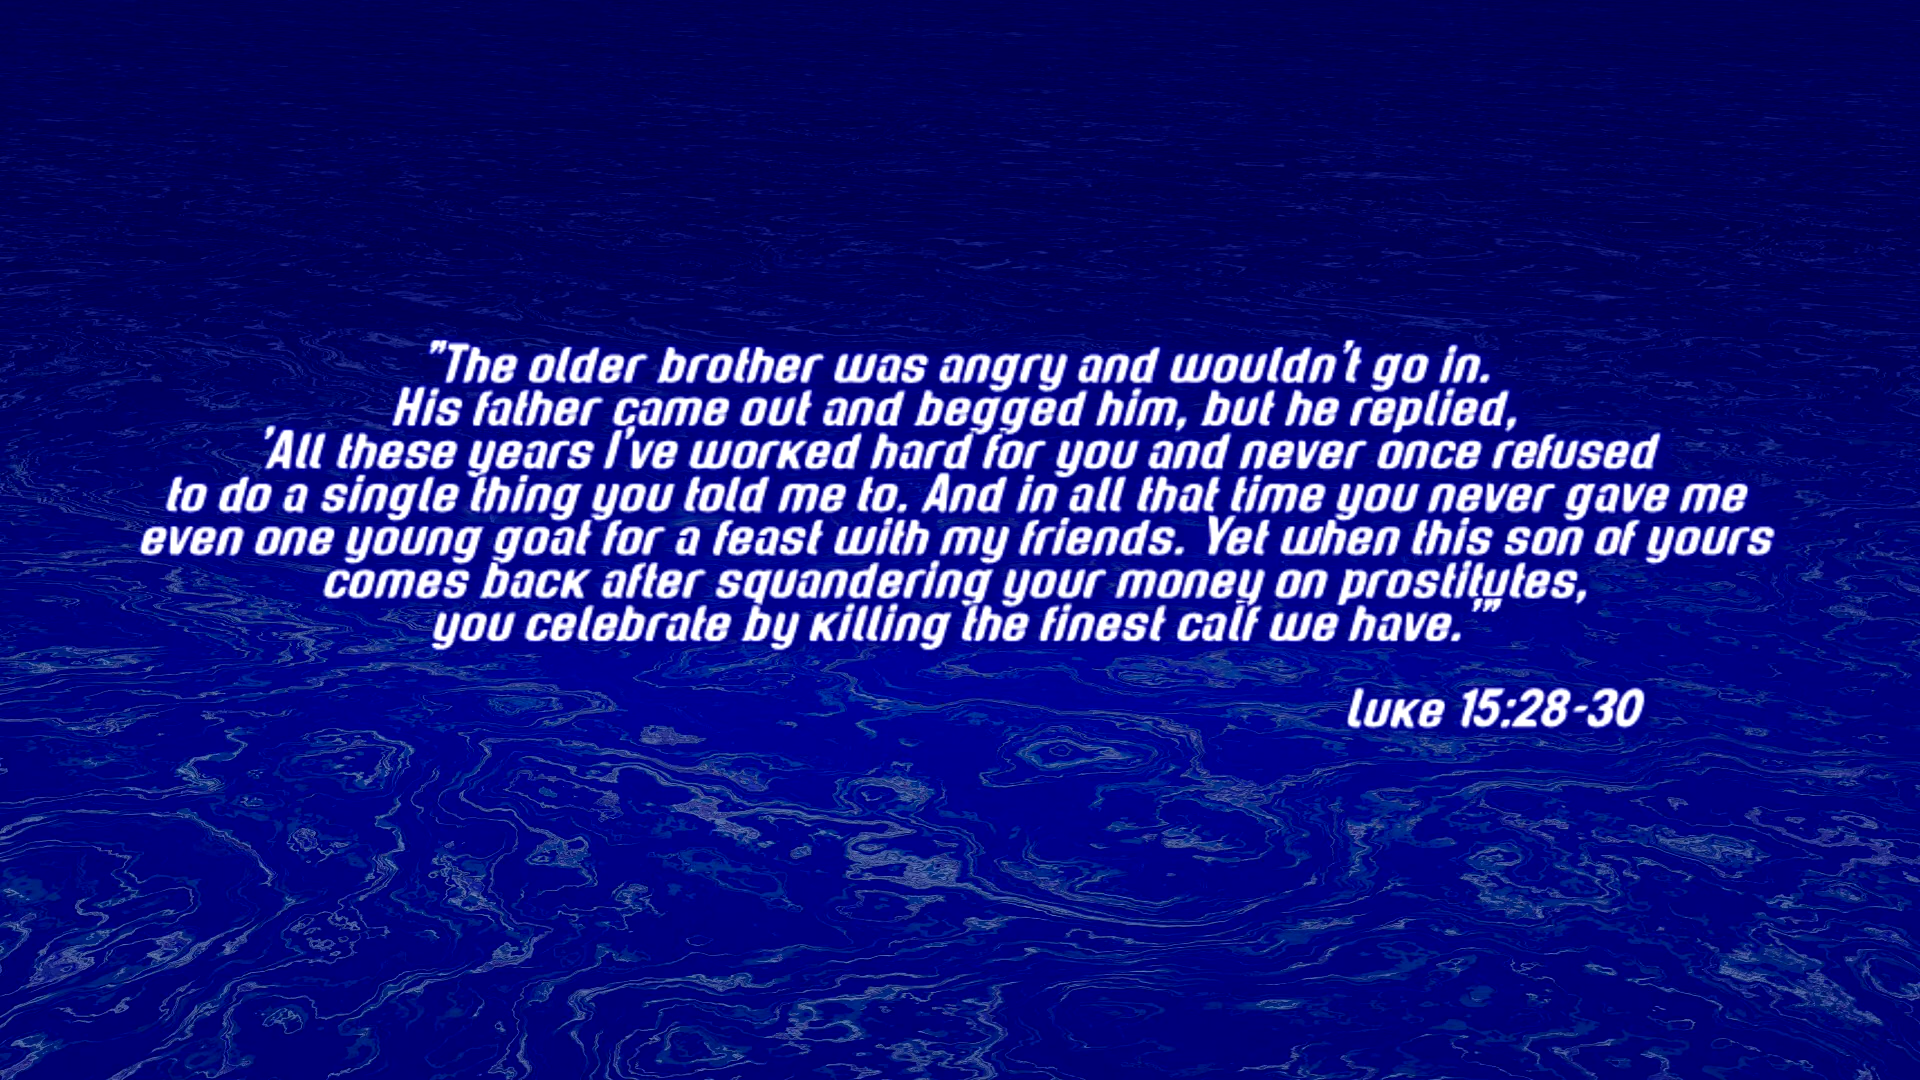 "The older brother was angry and wouldn't go in.
His father came out and begged him, but he replied,
'All these years I've worked hard for you and never once refused
to do a single thing you told me to. And in all that time you never gave me
even one young goat for a feast with my friends. Yet when this son of yours
comes back after squandering your money on prostitutes,
you celebrate by killing the finest calf we have.'"
Luke 15:28-30